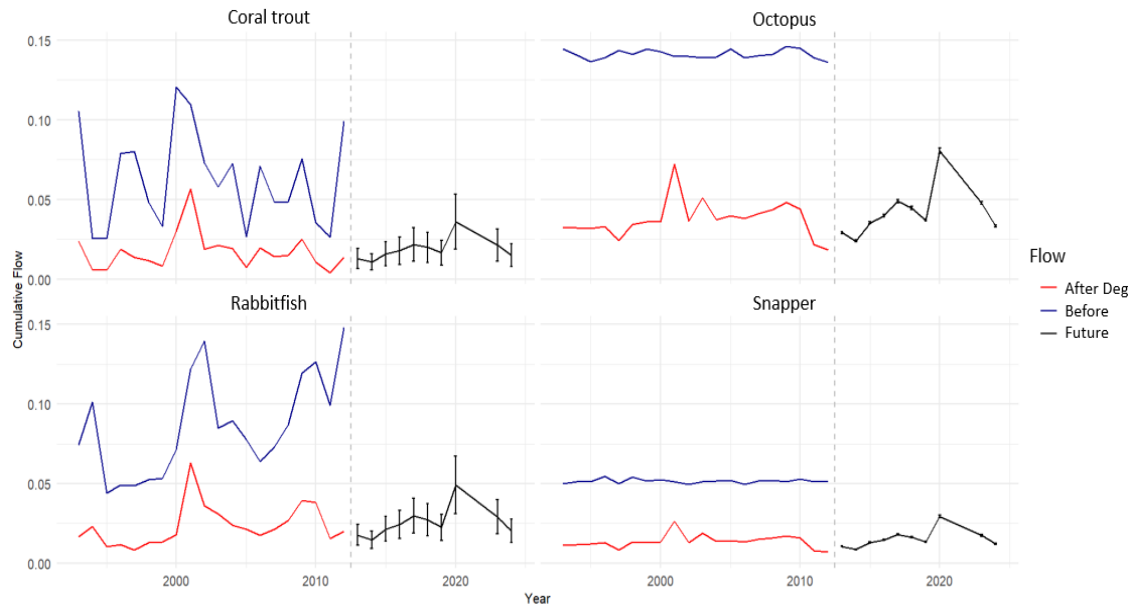 Coral trout
Octopus
0.15
0.10
0.05
0.00
Rabbitfish
Snapper
Cumulative Flow
0.15
0.10
0.05
0.00
2000
2010
2020
2000
2010
2020
Year
Flow
After Deg
Before
Future